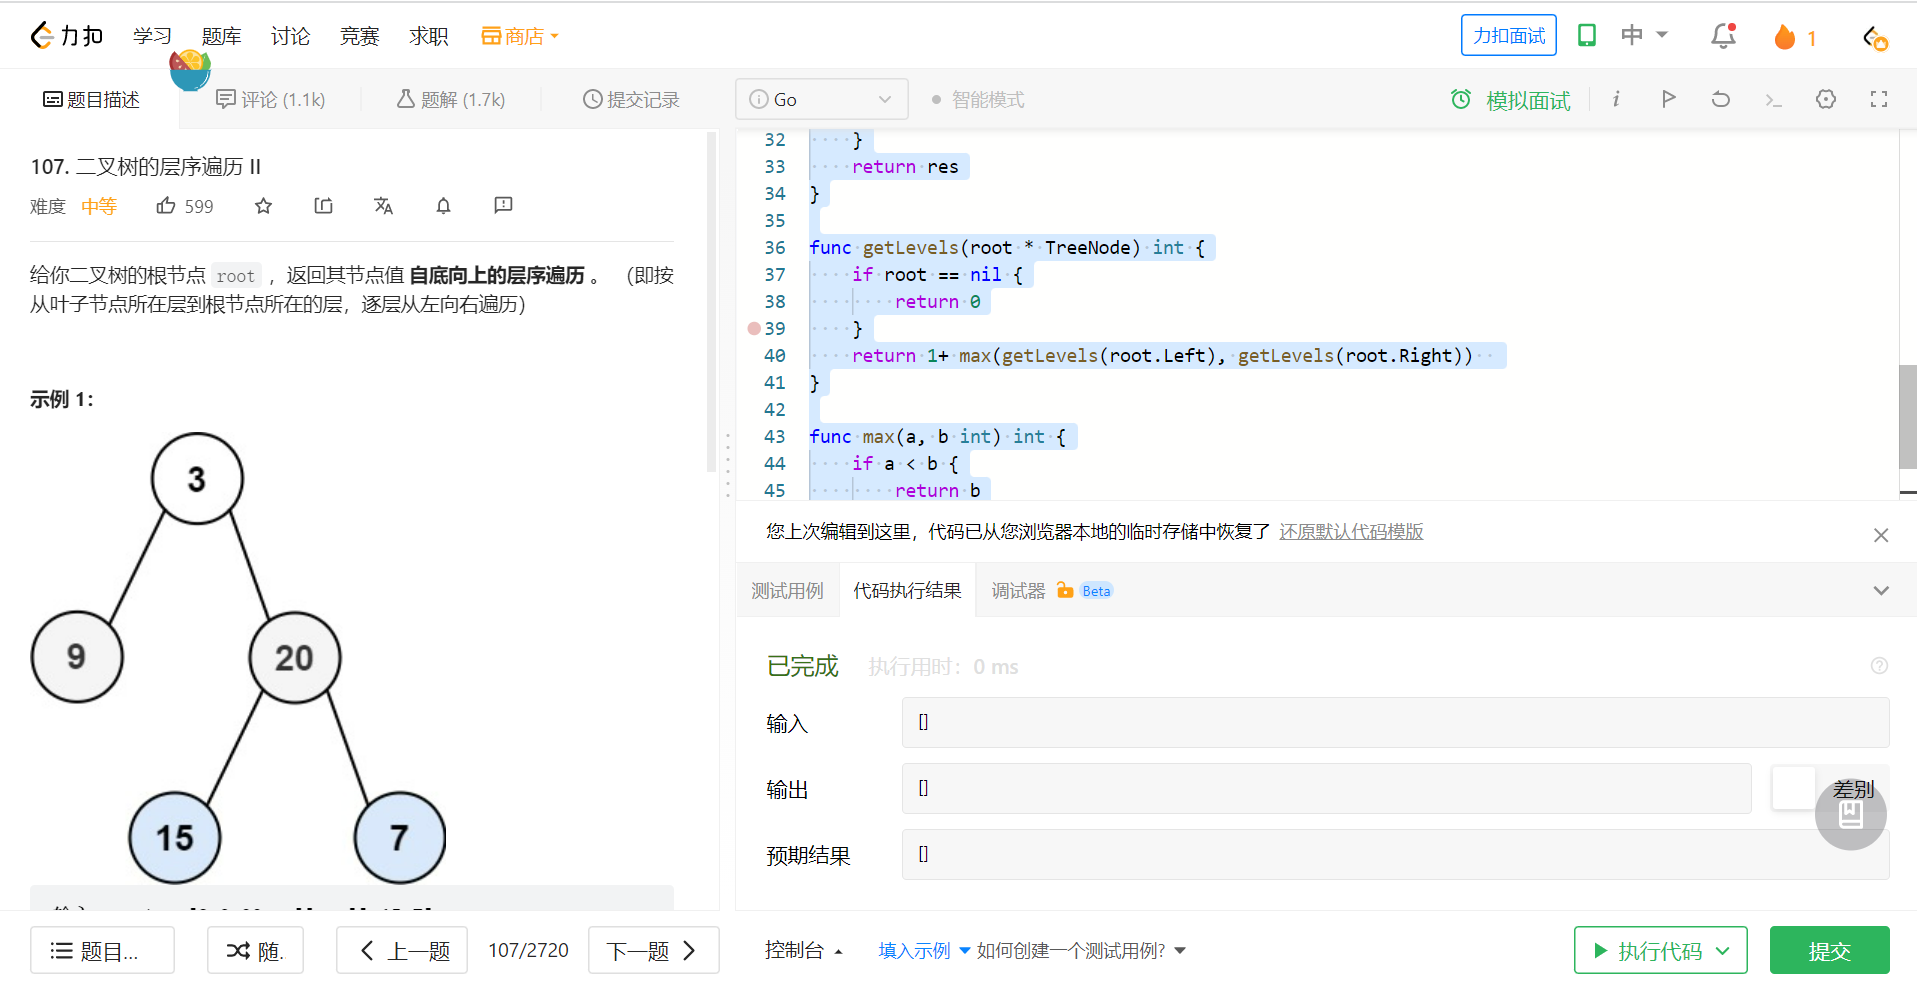 力扣 学习 题库 讨论 竞赛 求职 商店 力扣面试 中 1
题目描述 评论 (1.1k) 题解 (1.7k) 提交记录
Go 智能模式 模拟面试 i
107. 二叉树的层序遍历 II
难度 中等 599
给你二叉树的根节点 root ，返回其节点值 自底向上的层序遍历 。 （即按
从叶子节点所在层到根节点所在的层，逐层从左向右遍历）
示例 1：
3
9
20
15
7
32 }
33 return res
34 }
35
36 func getLevels(root * TreeNode) int {
37 if root == nil {
38 return 0
39 }
40 return 1+ max(getLevels(root.Left), getLevels(root.Right))
41 }
42
43 func max(a, b int) int {
44 if a < b {
45 return b
您上次编辑到这里，代码已从您浏览器本地的临时存储中恢复了 还原默认代码模版
测试用例 代码执行结果 调试器 Beta
已完成 执行用时：0 ms
输入 []
输出 [] 差别
预期结果 []
题目... 随. 上一题 107/2720 下一题
控制台 填入示例 如何创建一个测试用例? 执行代码 提交